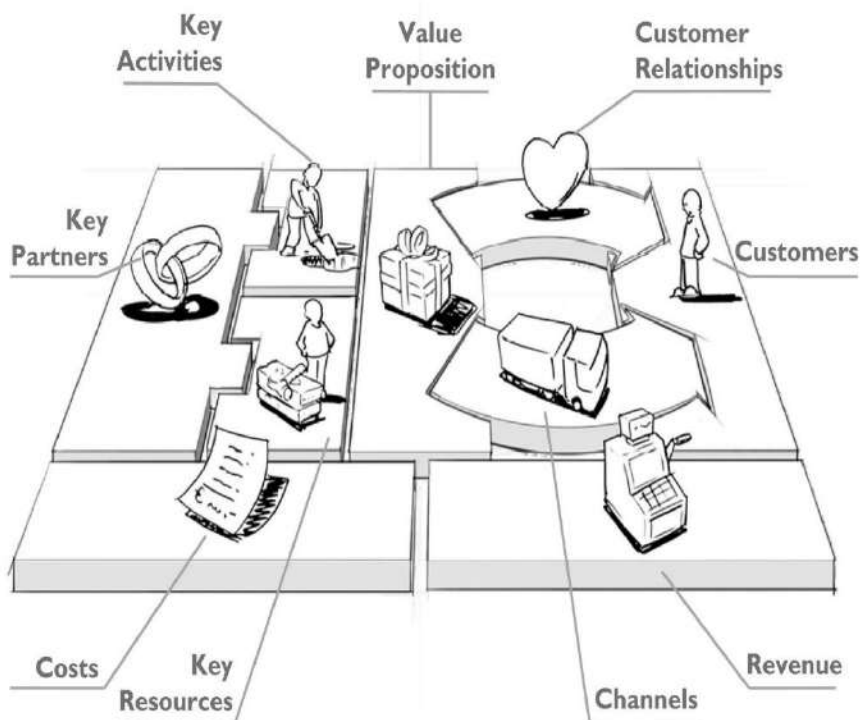 Key
Activities
Value
Proposition
Customer
Relationships
Key
Partners
Customers
Costs
Key
Resources
Channels
Revenue